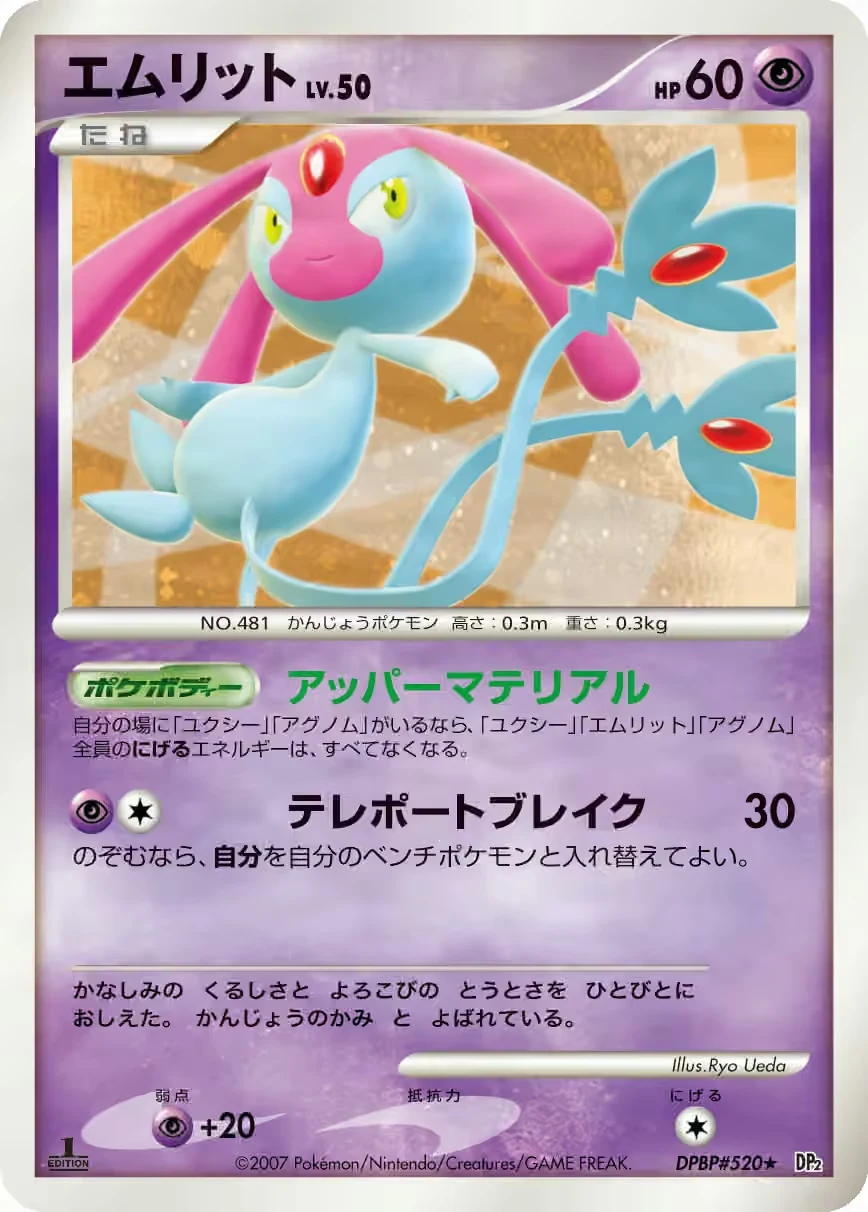 エムリット LV.50 HP 60
たね
NO.481 かんじょうポケモン 高さ:0.3m 重さ:0.3kg
ポケボディー アッパーマテリアル
自分の場に「ユクシー」「アグノム」がいるなら、「ユクシー」「エムリット」「アグノム」
全員のにげるエネルギーは、すべてなくなる。
テレポートブレイク 30
のぞむなら、自分を自分のベンチポケモンと入れ替えてよい。
かなしみの くるしさと よろこびの とうとさを ひとびとに
おしえた。 かんじょうのかみ と よばれている。
Illus.Ryo Ueda
弱点 抵抗力 にげる
+20
1 EDITION ©2007 Pokémon/Nintendo/Creatures/GAME FREAK. DPBP#520★ DP2